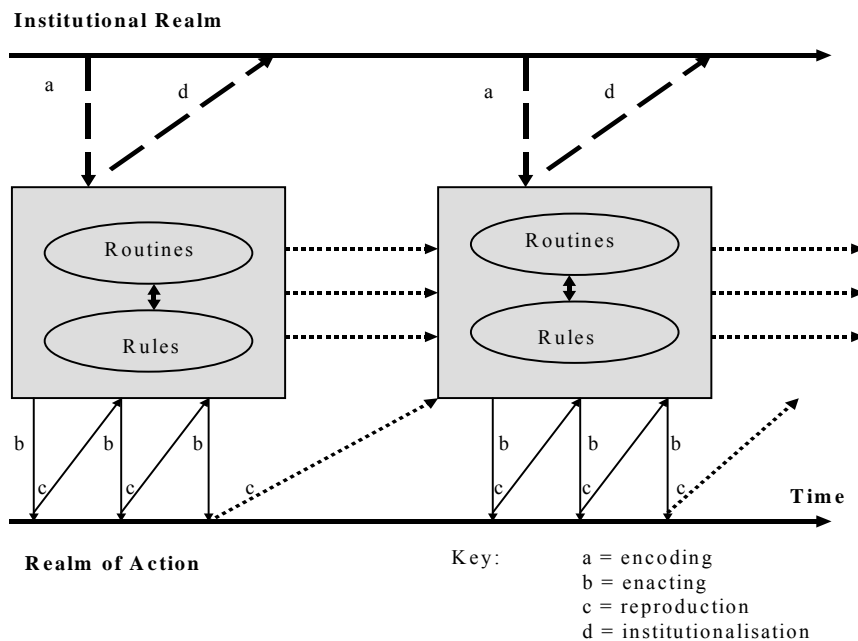 Institutional Realm
a
d
a
d
Routines
Routines
Rules
Rules
b
b
b
b
b
b
c
c
c
c
c
c
Time
Realm of Action
Key:
a = encoding
b = enacting
c = reproduction
d = institutionalisation